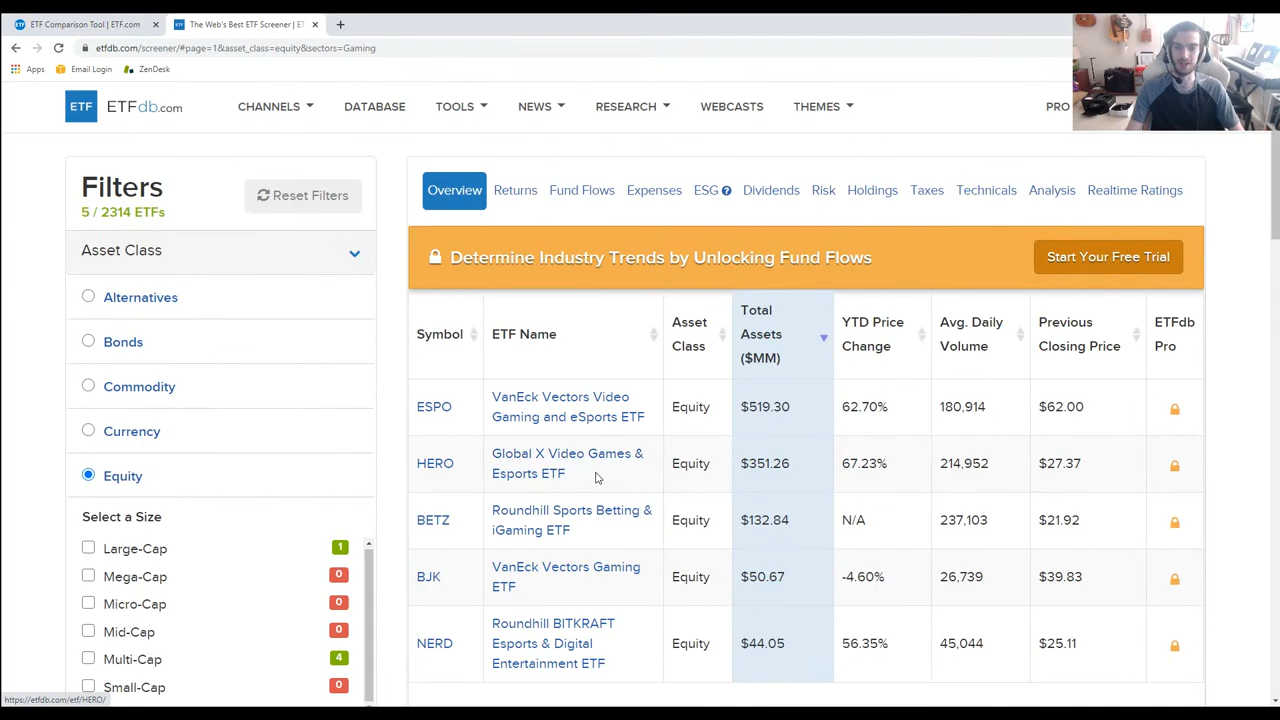 ETF Comparison Tool | ETF.com
The Web's Best ETF Screener | ET
etfdb.com/screener/#page=1&asset_class=equity&sectors=Gaming
Apps
Email Login
ZenDesk
ETF ETFdb.com
CHANNELS
DATABASE
TOOLS
NEWS
RESEARCH
WEBCASTS
THEMES
PRO
Filters
5 / 2314 ETFs
Reset Filters
Asset Class
Alternatives
Bonds
Commodity
Currency
Equity
Select a Size
Large-Cap 1
Mega-Cap 0
Micro-Cap 0
Mid-Cap 0
Multi-Cap 4
Small-Cap 0
https://etfdb.com/etf/HERO/
Overview Returns Fund Flows Expenses ESG ? Dividends Risk Holdings Taxes Technicals Analysis Realtime Ratings
Determine Industry Trends by Unlocking Fund Flows
Start Your Free Trial
Symbol
ETF Name
Asset
Class
Total
Assets
($MM)
YTD Price
Change
Avg. Daily
Volume
Previous
Closing Price
ETFdb
Pro
ESPO
VanEck Vectors Video
Gaming and eSports ETF
Equity
$519.30
62.70%
180,914
$62.00
HERO
Global X Video Games &
Esports ETF
Equity
$351.26
67.23%
214,952
$27.37
BETZ
Roundhill Sports Betting &
iGaming ETF
Equity
$132.84
N/A
237,103
$21.92
BJK
VanEck Vectors Gaming
ETF
Equity
$50.67
-4.60%
26,739
$39.83
NERD
Roundhill BITKRAFT
Esports & Digital
Entertainment ETF
Equity
$44.05
56.35%
45,044
$25.11